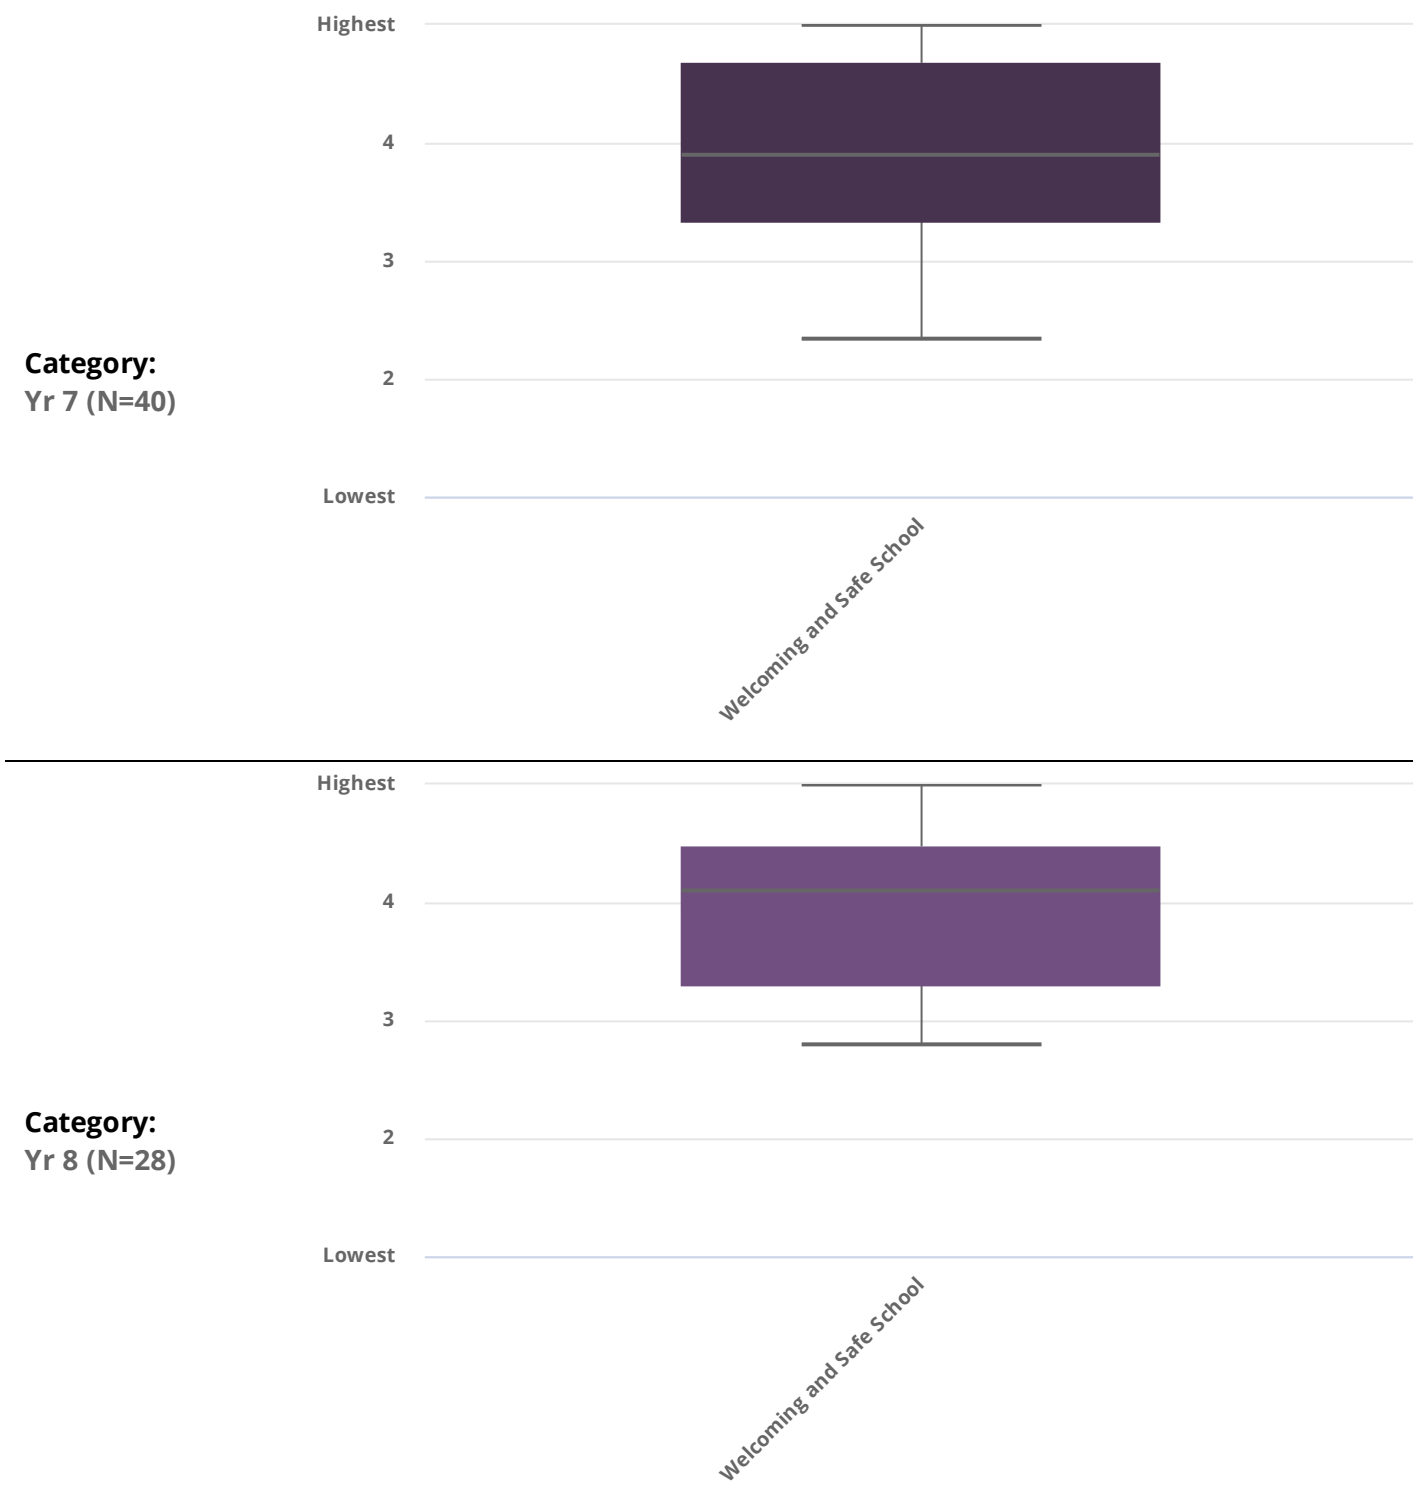 Highest
4
3
Category:
2
Yr 7 (N=40)
Lowest
Welcoming and Safe School
Highest
4
3
Category:
2
Yr 8 (N=28)
Lowest
Welcoming and Safe School